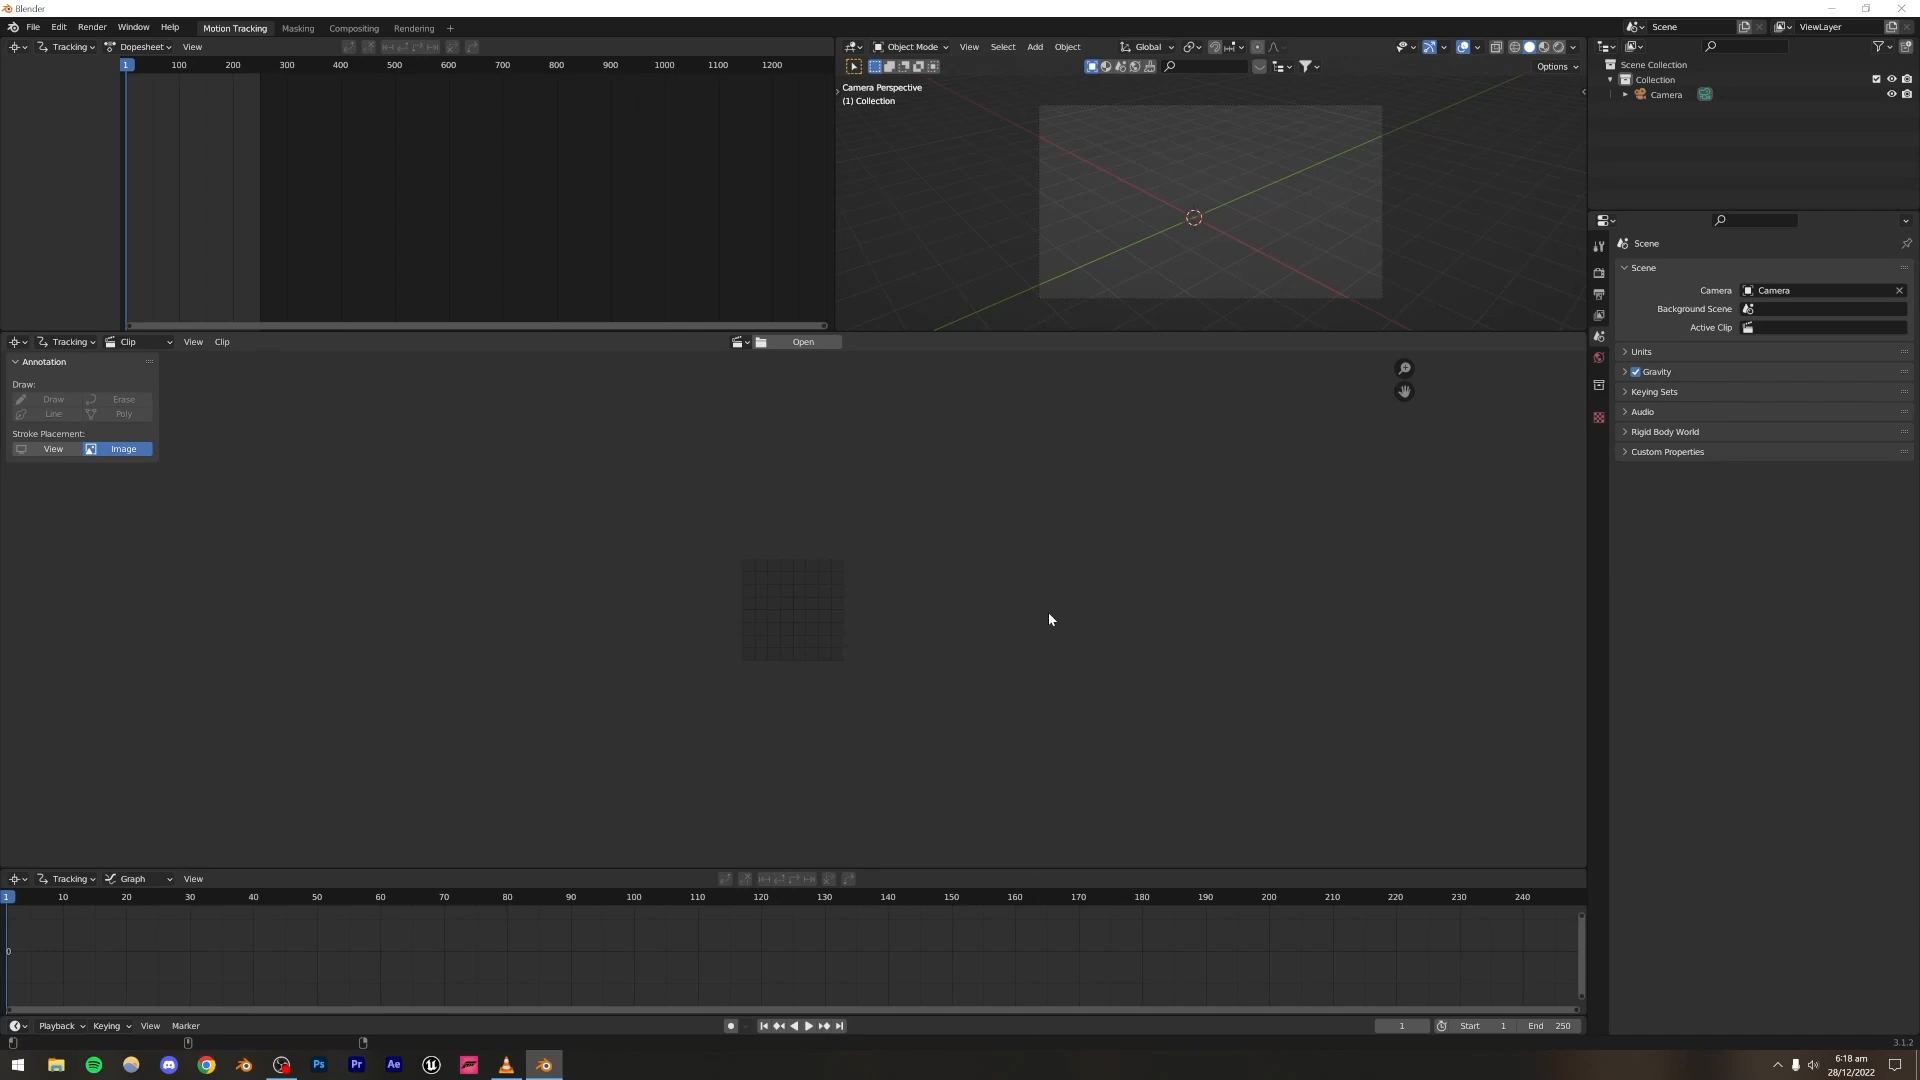 Blender
File Edit Render Window Help Motion Tracking Masking Compositing Rendering + Scene ViewLayer
Tracking Dopesheet View
1 100 200 300 400 500 600 700 800 900 1000 1100 1200
Object Mode View Select Add Object Global
Options
Camera Perspective
(1) Collection
Scene Collection
Collection
Camera
Scene
Scene
Camera Camera
Background Scene
Active Clip
Units
Gravity
Keying Sets
Audio
Rigid Body World
Custom Properties
Tracking Clip View Clip Open
Annotation
Draw:
Draw Erase
Line Poly
Stroke Placement:
View Image
Tracking Graph View
1 10 20 30 40 50 60 70 80 90 100 110 120 130 140 150 160 170 180 190 200 210 220 230 240
0
Playback Keying View Marker 1 Start 1 End 250
3.1.2
Ps Pr Ae
6:18 am
28/12/2022